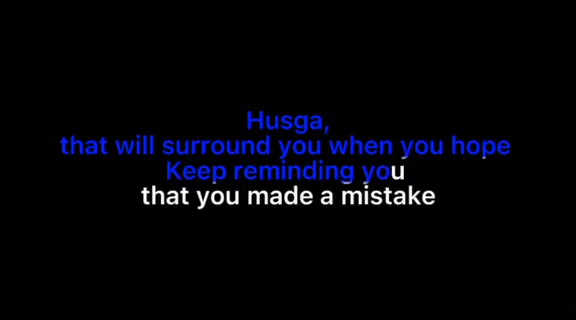 Husga,
that will surround you when you hope
Keep reminding you
that you made a mistake